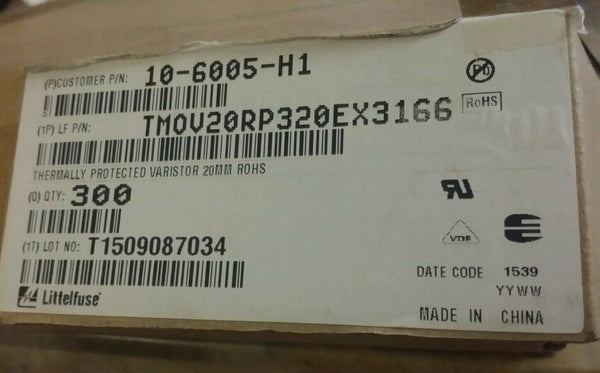 (P)CUSTOMER P/N: 10-6005-H1
Pb
(1P) LF P/N: TMOV20RP320EX3166
RoHS
THERMALLY PROTECTED VARISTOR 20MM ROHS
(Q) QTY: 300
VDE
(1T) LOT NO: T1509087034
DATE CODE 1539
YYWW
Littelfuse®
MADE IN CHINA